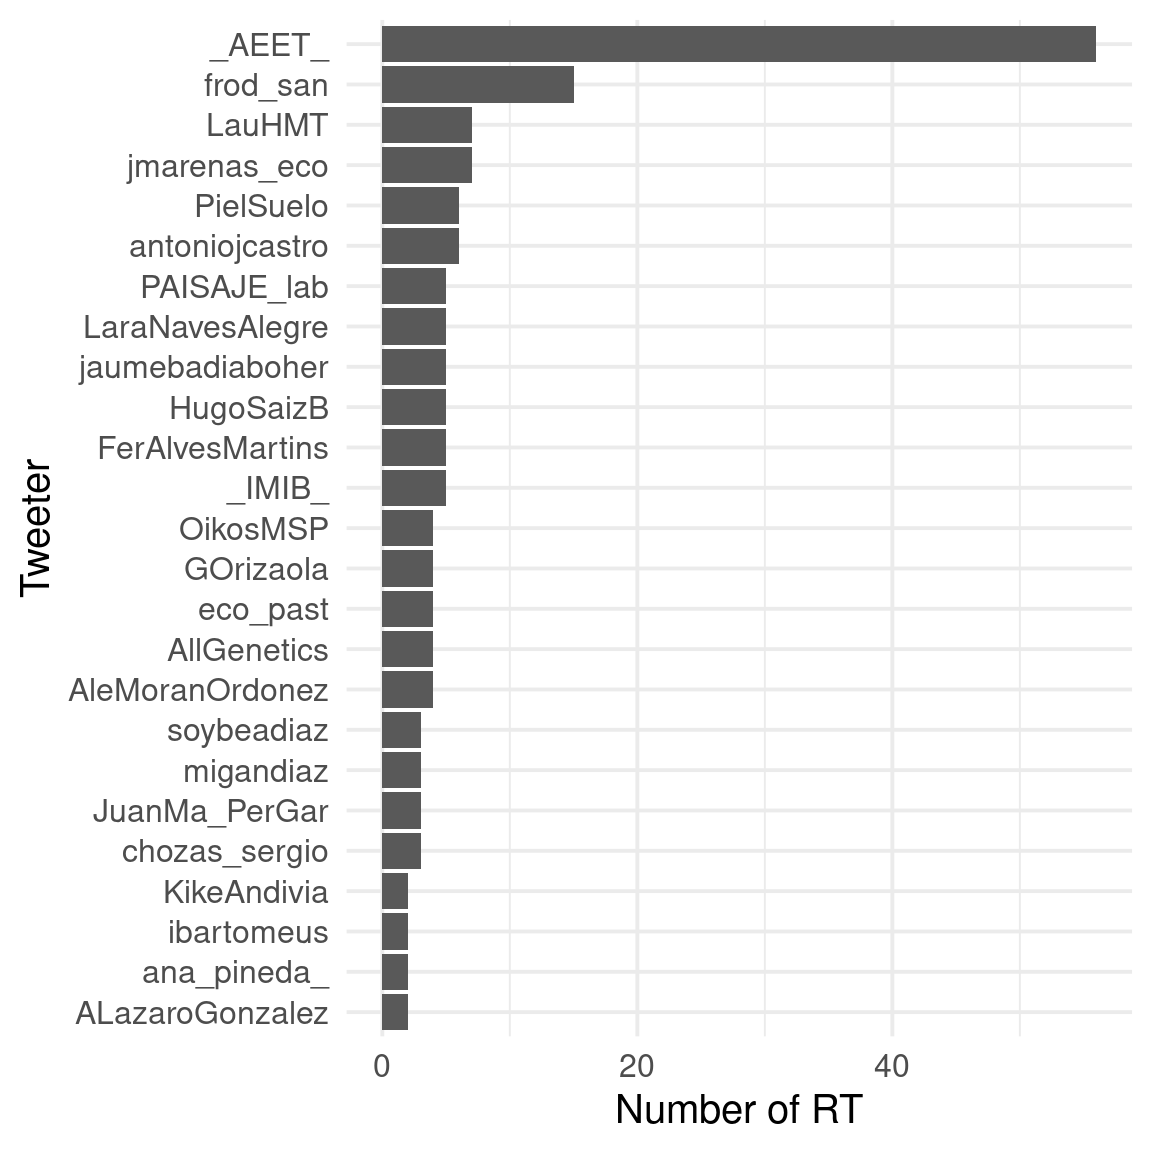 _AEET_
frod_san
LauHMT
jmarenas_eco
PielSuelo
antoniojcastro
PAISAJE_lab
LaraNavesAlegre
jaumebadiaboher
HugoSaizB
FerAlvesMartins
_IMIB_
OikosMSP
GOrizaola
eco_past
AllGenetics
AleMoranOrdonez
soybeadiaz
migandiaz
JuanMa_PerGar
chozas_sergio
KikeAndivia
ibartomeus
ana_pineda_
ALazaroGonzalez
Tweeter
0 20 40
Number of RT